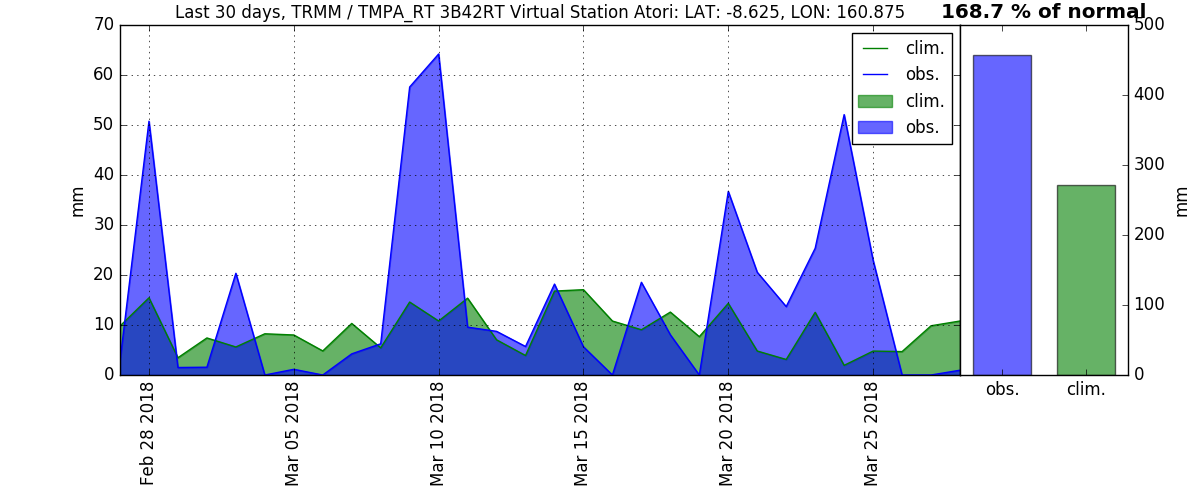 Last 30 days, TRMM / TMPA_RT 3B42RT Virtual Station Atori: LAT: -8.625, LON: 160.875
168.7 % of normal
70
60
50
40
30
20
10
0
mm
clim.
obs.
clim.
obs.
Feb 28 2018
Mar 05 2018
Mar 10 2018
Mar 15 2018
Mar 20 2018
Mar 25 2018
500
400
300
200
100
0
mm
obs.
clim.